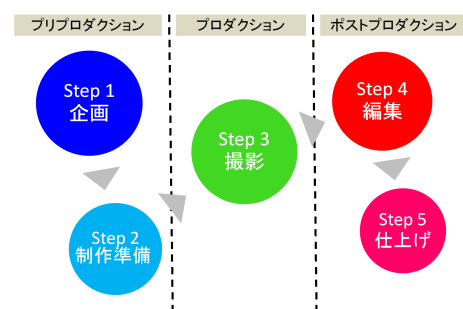 プリプロダクション
プロダクション
ポストプロダクション
Step 1
企画
Step 2
制作準備
Step 3
撮影
Step 4
編集
Step 5
仕上げ